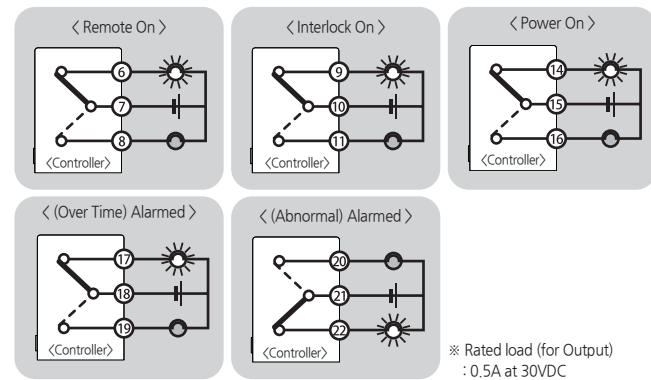 〈 Remote On 〉
6
7
8
〈Controller〉
〈 Interlock On 〉
9
10
11
〈Controller〉
〈 Power On 〉
14
15
16
〈Controller〉
〈 (Over Time) Alarmed 〉
17
18
19
〈Controller〉
〈 (Abnormal) Alarmed 〉
20
21
22
〈Controller〉
※ Rated load (for Output)
: 0.5A at 30VDC